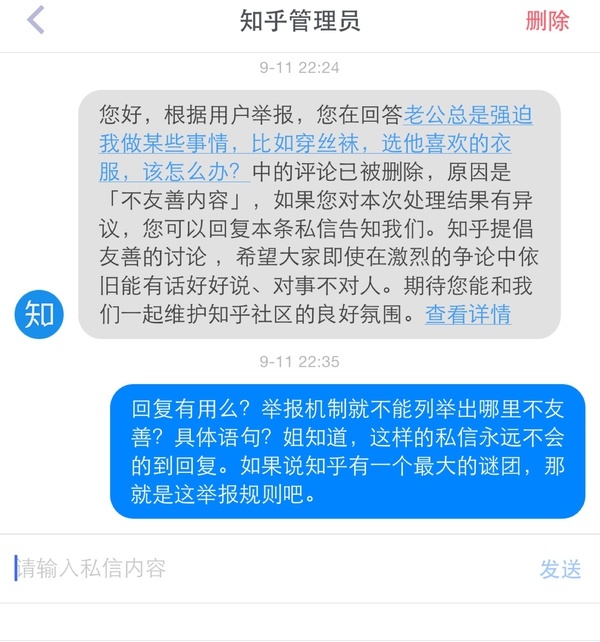 知乎管理员
删除
9-11 22:24
您好，根据用户举报，您在回答老公总是强迫
我做某些事情，比如穿丝袜，选他喜欢的衣
服，该怎么办？中的评论已被删除，原因是
「不友善内容」，如果您对本次处理结果有异
议，您可以回复本条私信告知我们。知乎提倡
友善的讨论 ，希望大家即使在激烈的争论中依
旧能有话好好说、对事不对人。期待您能和我
们一起维护知乎社区的良好氛围。查看详情
知
9-11 22:35
回复有用么？举报机制就不能列举出哪里不友
善？具体语句？姐知道，这样的私信永远不会
的到回复。如果说知乎有一个最大的谜团，那
就是这举报规则吧。
请输入私信内容
发送